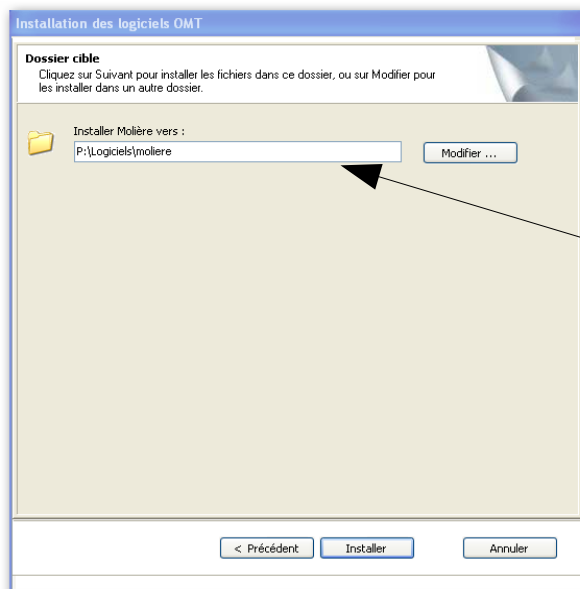 Installation des logiciels OMT
Dossier cible
Cliquez sur Suivant pour installer les fichiers dans ce dossier, ou sur Modifier pour
les installer dans un autre dossier.
Installer Molière vers :
P:\Logiciels\moliere
Modifier ...
< Précédent
Installer
Annuler